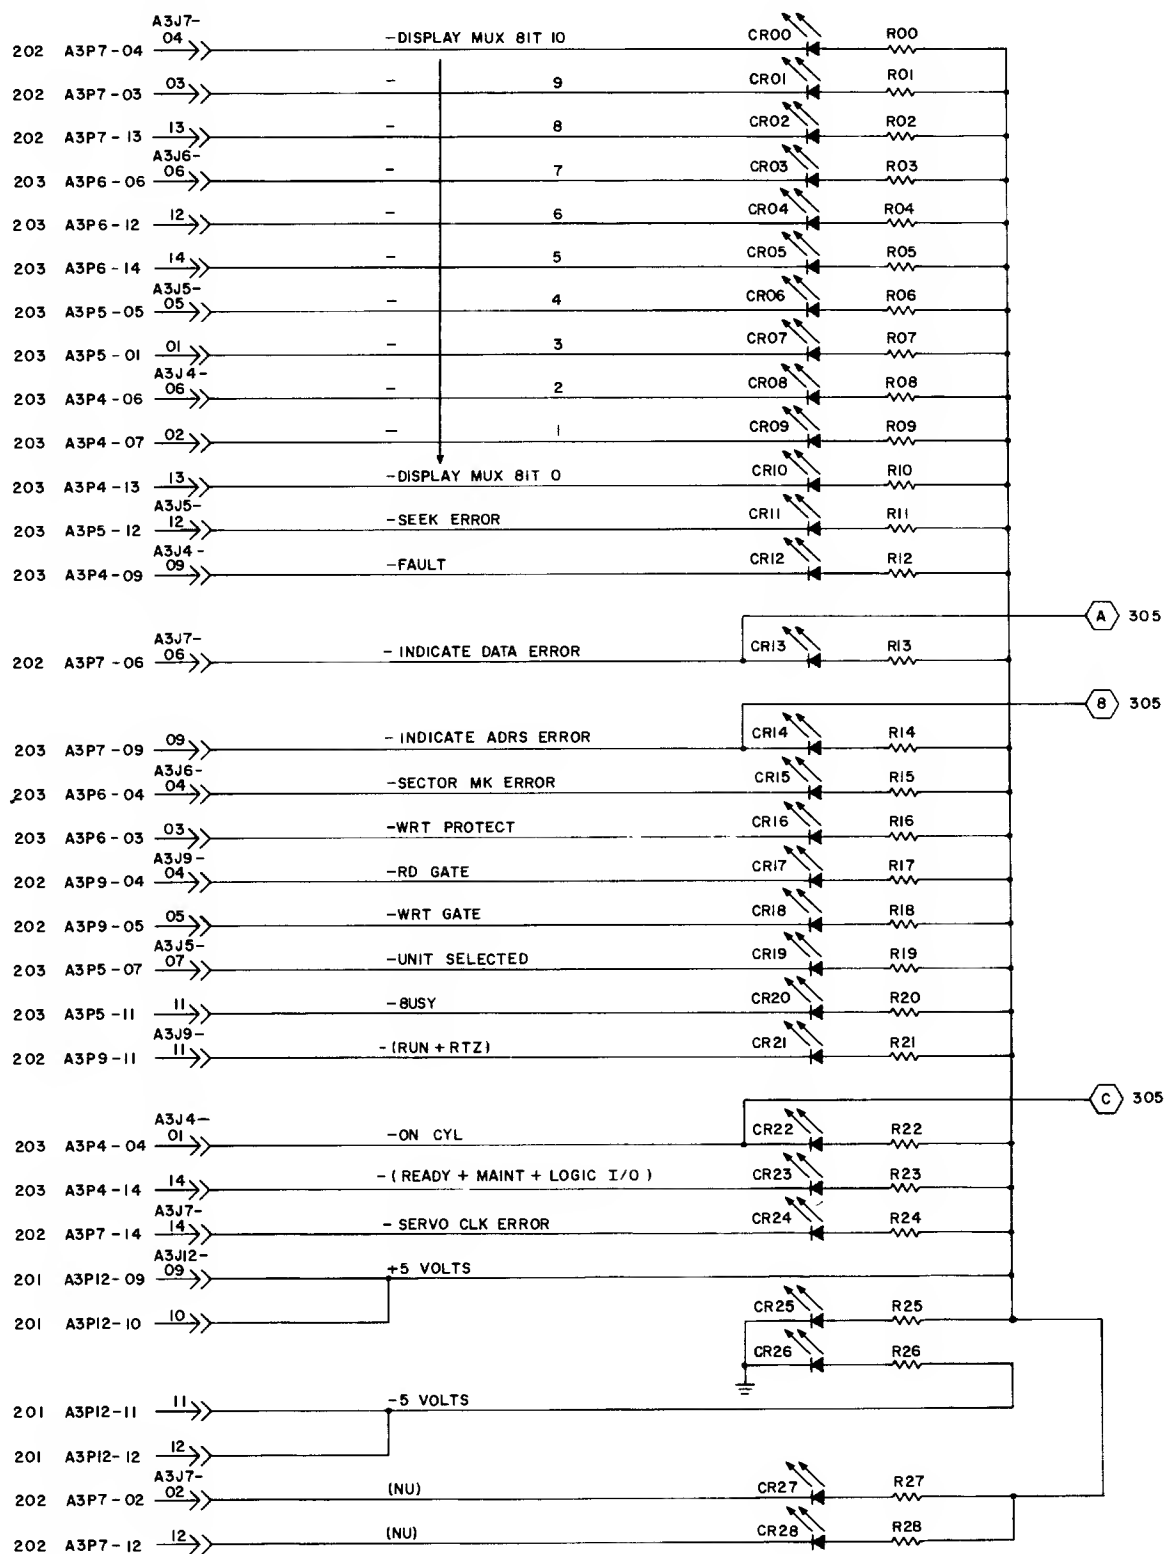 A3J7-
202 A3P7-04 04 -DISPLAY MUX 8IT 10 CR00 R00
202 A3P7-03 03 - 9 CR01 R01
202 A3P7-13 13 - 8 CR02 R02
A3J6-
203 A3P6-06 06 - 7 CR03 R03
203 A3P6-12 12 - 6 CR04 R04
203 A3P6-14 14 - 5 CR05 R05
A3J5-
203 A3P5-05 05 - 4 CR06 R06
203 A3P5-01 01 - 3 CR07 R07
A3J4-
203 A3P4-06 06 - 2 CR08 R08
203 A3P4-07 02 - 1 CR09 R09
203 A3P4-13 13 -DISPLAY MUX 8IT 0 CR10 R10
A3J5-
203 A3P5-12 12 -SEEK ERROR CR11 R11
A3J4-
203 A3P4-09 09 -FAULT CR12 R12
A 305
A3J7-
202 A3P7-06 06 - INDICATE DATA ERROR CR13 R13
8 305
203 A3P7-09 09 - INDICATE ADRS ERROR CR14 R14
A3J6-
203 A3P6-04 04 -SECTOR MK ERROR CR15 R15
203 A3P6-03 03 -WRT PROTECT CR16 R16
A3J9-
202 A3P9-04 04 -RD GATE CR17 R17
202 A3P9-05 05 -WRT GATE CR18 R18
A3J5-
203 A3P5-07 07 -UNIT SELECTED CR19 R19
203 A3P5-11 11 -8USY CR20 R20
A3J9-
202 A3P9-11 11 -(RUN+RTZ) CR21 R21
C 305
A3J4-
203 A3P4-04 01 -ON CYL CR22 R22
203 A3P4-14 14 -(READY + MAINT + LOGIC I/O) CR23 R23
A3J7-
202 A3P7-14 14 - SERVO CLK ERROR CR24 R24
A3J12-
201 A3P12-09 09 +5 VOLTS
201 A3P12-10 10 CR25 R25
CR26 R26
201 A3P12-11 11 -5 VOLTS
201 A3P12-12 12
A3J7-
202 A3P7-02 02 (NU) CR27 R27
202 A3P7-12 12 (NU) CR28 R28